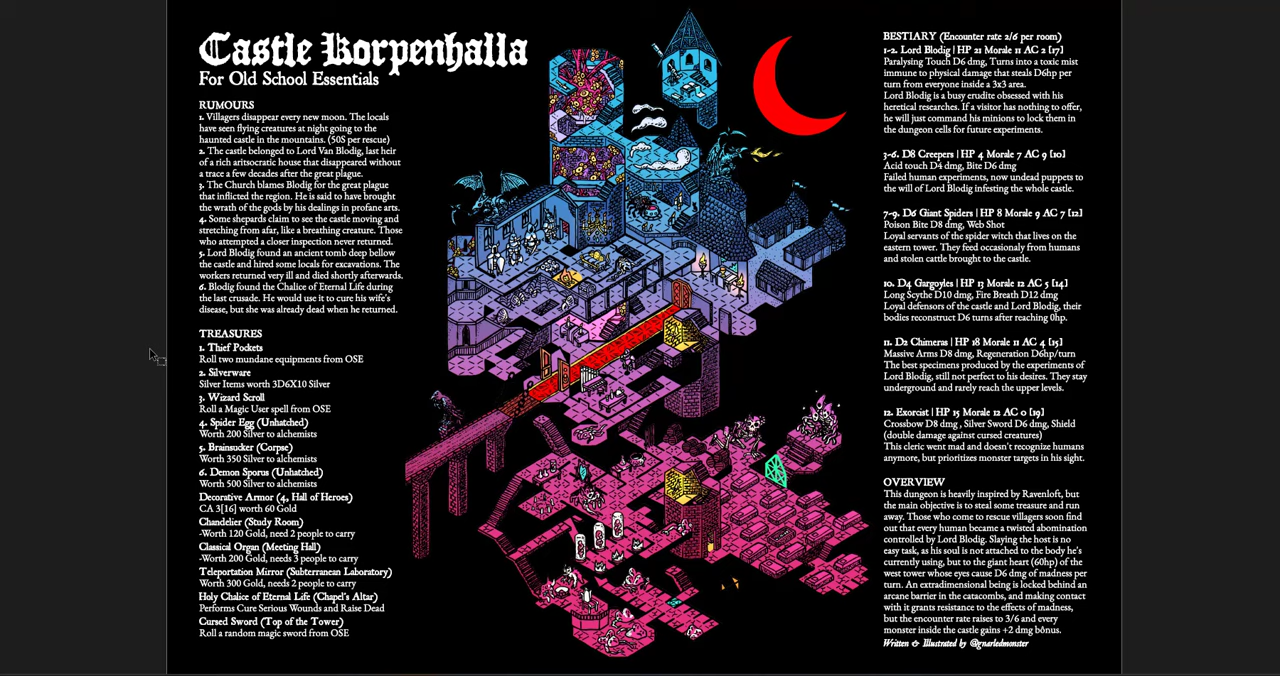 Castle Korpenhalla
For Old School Essentials
RUMOURS
1. Villagers disappear every new moon. The locals
have seen flying creatures at night going to the
haunted castle in the mountains. (50S per rescue)
2. The castle belonged to Lord Van Blodig, last heir
of a rich aritsocratic house that disappeared without
a trace a few decades after the great plague.
3. The Church blames Blodig for the great plague
that inflicted the region. He is said to have brought
the wrath of the gods by his dealings in profane arts.
4. Some shepards claim to see the castle moving and
stretching from afar, like a breathing creature. Those
who attempted a closer inspection never returned.
5. Lord Blodig found an ancient tomb deep bellow
the castle and hired some locals for excavations. The
workers returned very ill and died shortly afterwards.
6. Blodig found the Chalice of Eternal Life during
the last crusade. He would use it to cure his wife's
disease, but she was already dead when he returned.
TREASURES
1. Thief Pockets
Roll two mundane equipments from OSE
2. Silverware
Silver Items worth 3D6X10 Silver
3. Wizard Scroll
Roll a Magic User spell from OSE
4. Spider Egg (Unhatched)
Worth 200 Silver to alchemists
5. Brainsucker (Corpse)
Worth 350 Silver to alchemists
6. Demon Sporus (Unhatched)
Worth 500 Silver to alchemists
Decorative Armor (4, Hall of Heroes)
CA 3[16] worth 60 Gold
Chandelier (Study Room)
-Worth 120 Gold, need 2 people to carry
Classical Organ (Meeting Hall)
-Worth 200 Gold, needs 3 people to carry
Teleportation Mirror (Subterranean Laboratory)
Worth 300 Gold, needs 2 people to carry
Holy Chalice of Eternal Life (Chapel's Altar)
Performs Cure Serious Wounds and Raise Dead
Cursed Sword (Top of the Tower)
Roll a random magic sword from OSE
BESTIARY (Encounter rate 2/6 per room)
1-2. Lord Blodig | HP 21 Morale 11 AC 2 [17]
Paralysing Touch D6 dmg, Turns into a toxic mist
immune to physical damage that steals D6hp per
turn from everyone inside a 3x3 area.
Lord Blodig is a busy erudite obsessed with his
heretical researches. If a visitor has nothing to offer,
he will just command his minions to lock them in
the dungeon cells for future experiments.
3-6. D8 Creepers | HP 4 Morale 7 AC 9 [10]
Acid touch D4 dmg, Bite D6 dmg
Failed human experiments, now undead puppets to
the will of Lord Blodig infesting the whole castle.
7-9. D6 Giant Spiders | HP 8 Morale 9 AC 7 [12]
Poison Bite D8 dmg, Web Shot
Loyal servants of the spider witch that lives on the
eastern tower. They feed occasionaly from humans
and stolen cattle brought to the castle.
10. D4 Gargoyles | HP 13 Morale 12 AC 5 [14]
Long Scythe D10 dmg, Fire Breath D12 dmg
Loyal defensors of the castle and Lord Blodig, their
bodies reconstruct D6 turns after reaching 0hp.
11. D2 Chimeras | HP 18 Morale 11 AC 4 [15]
Massive Arms D8 dmg, Regeneration D6hp/turn
The best specimens produced by the experiments of
Lord Blodig, still not perfect to his desires. They stay
underground and rarely reach the upper levels.
12. Exorcist | HP 15 Morale 12 AC 0 [19]
Crossbow D8 dmg , Silver Sword D6 dmg, Shield
(double damage against cursed creatures)
This cleric went mad and doesn't recognize humans
anymore, but prioritizes monster targets in his sight.
OVERVIEW
This dungeon is heavily inspired by Ravenloft, but
the main objective is to steal some treasure and run
away. Those who come to rescue villagers soon find
out that every human became a twisted abomination
controlled by Lord Blodig. Slaying the host is no
easy task, as his soul is not attached to the body he's
currently using, but to the giant heart (60hp) of the
west tower whose eyes cause D6 dmg of madness per
turn. An extradimensional being is locked behind an
arcane barrier in the catacombs, and making contact
with it grants resistance to the effects of madness,
but the encounter rate raises to 3/6 and every
monster inside the castle gains +2 dmg bônus.
Written & Illustrated by @gnarledmonster